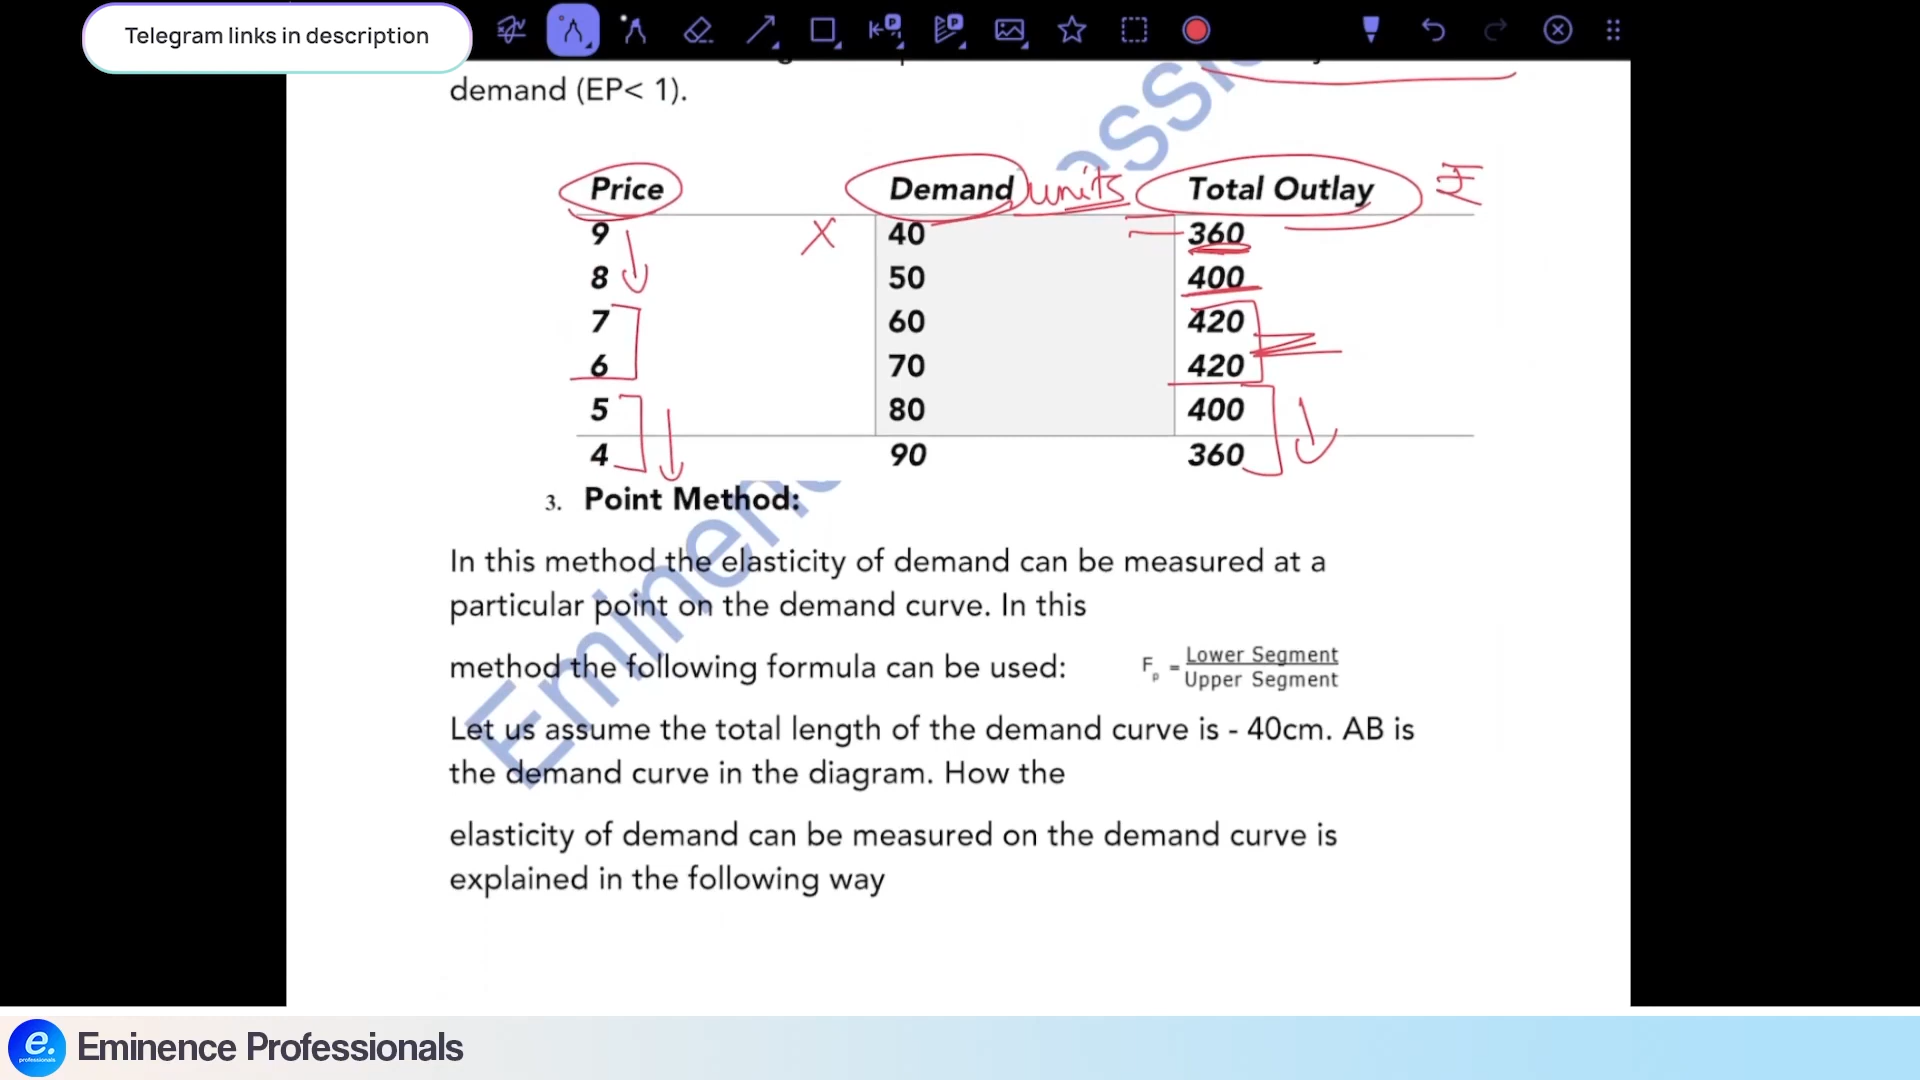 Telegram links in description
demand (EP< 1).
Price Demand units Total Outlay ₹
9 x 40 = 360
8 50 400
7 60 420
6 70 420
5 80 400
4 90 360
3. Point Method:
In this method the elasticity of demand can be measured at a
particular point on the demand curve. In this
method the following formula can be used: Fp = Lower Segment
Upper Segment
Let us assume the total length of the demand curve is - 40cm. AB is
the demand curve in the diagram. How the
elasticity of demand can be measured on the demand curve is
explained in the following way
e. Eminence Professionals